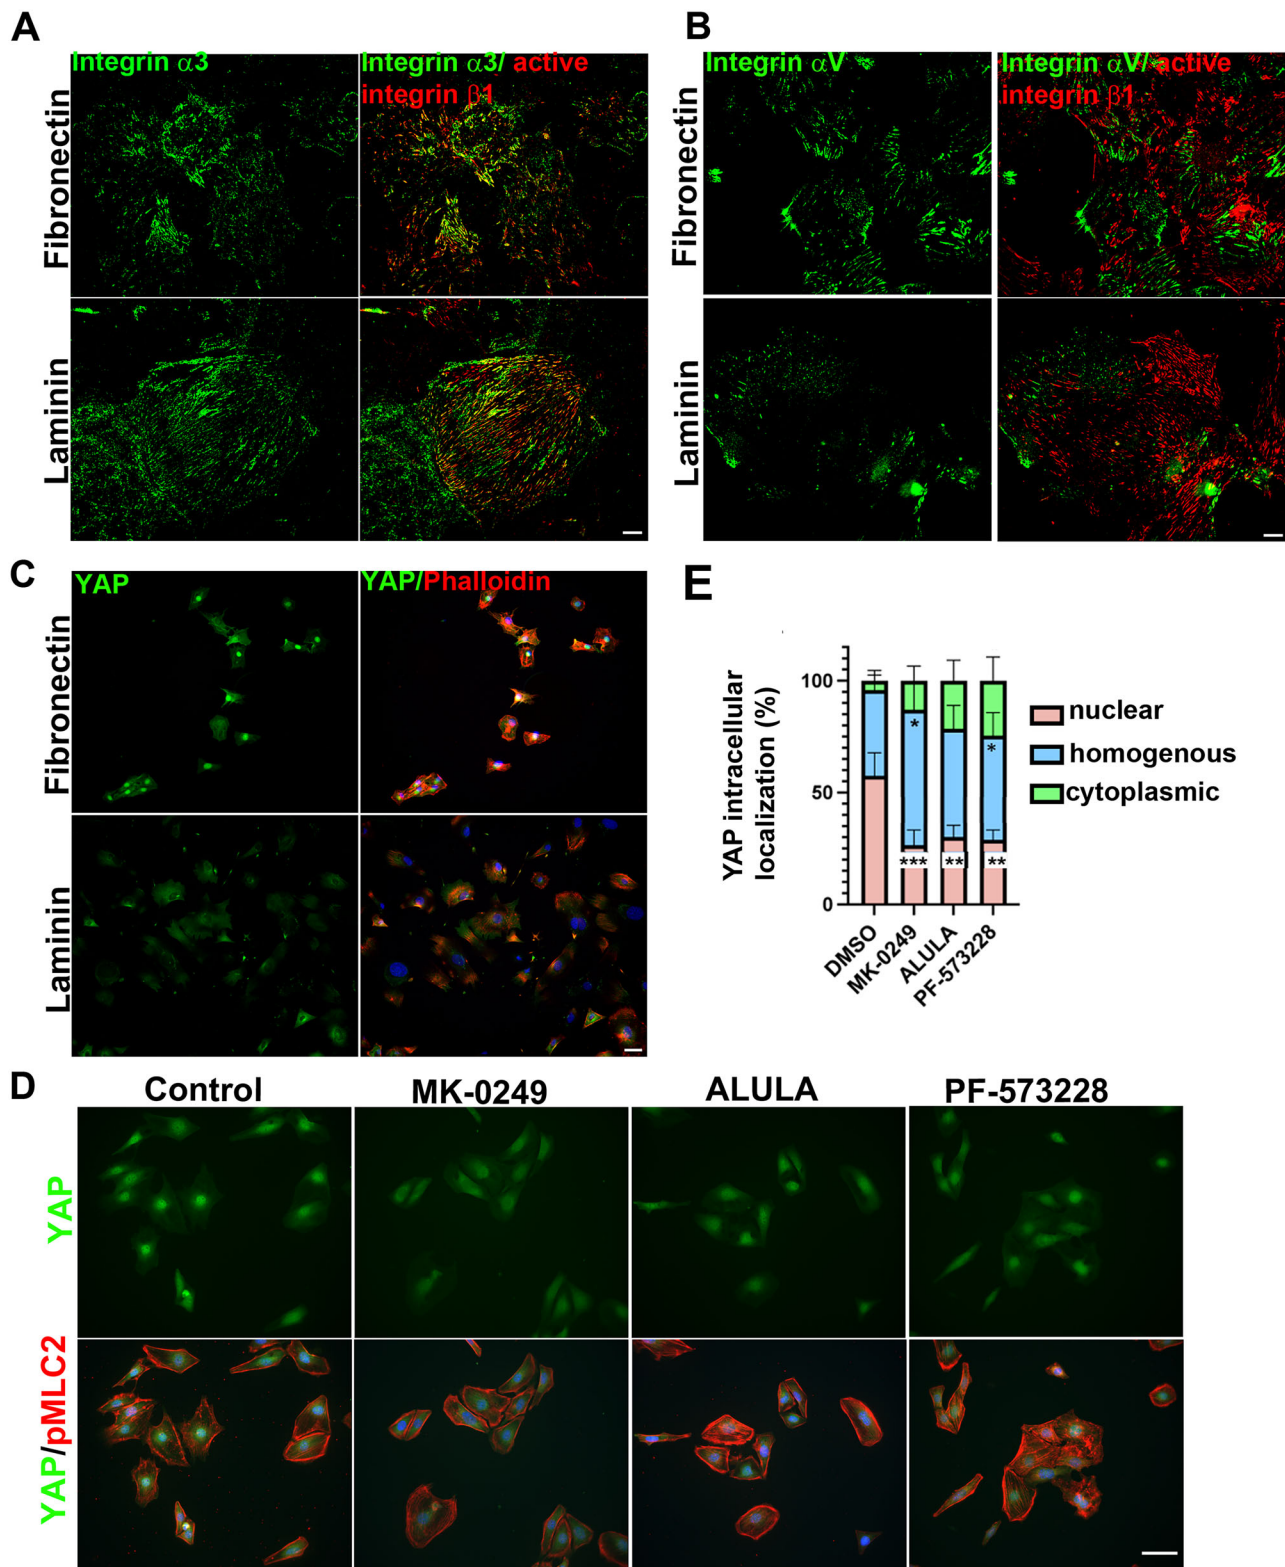 A
Integrin α3
Integrin α3/ active
integrin β1
Fibronectin
Laminin
B
Integrin αV
Integrin αV/ active
integrin β1
Fibronectin
Laminin
C
YAP
YAP/Phalloidin
Fibronectin
Laminin
E
YAP intracellular
localization (%)
100
50
0
*
*
***
**
**
DMSO
MK-0249
ALULA
PF-573228
nuclear
homogenous
cytoplasmic
D
Control
MK-0249
ALULA
PF-573228
YAP
YAP/pMLC2